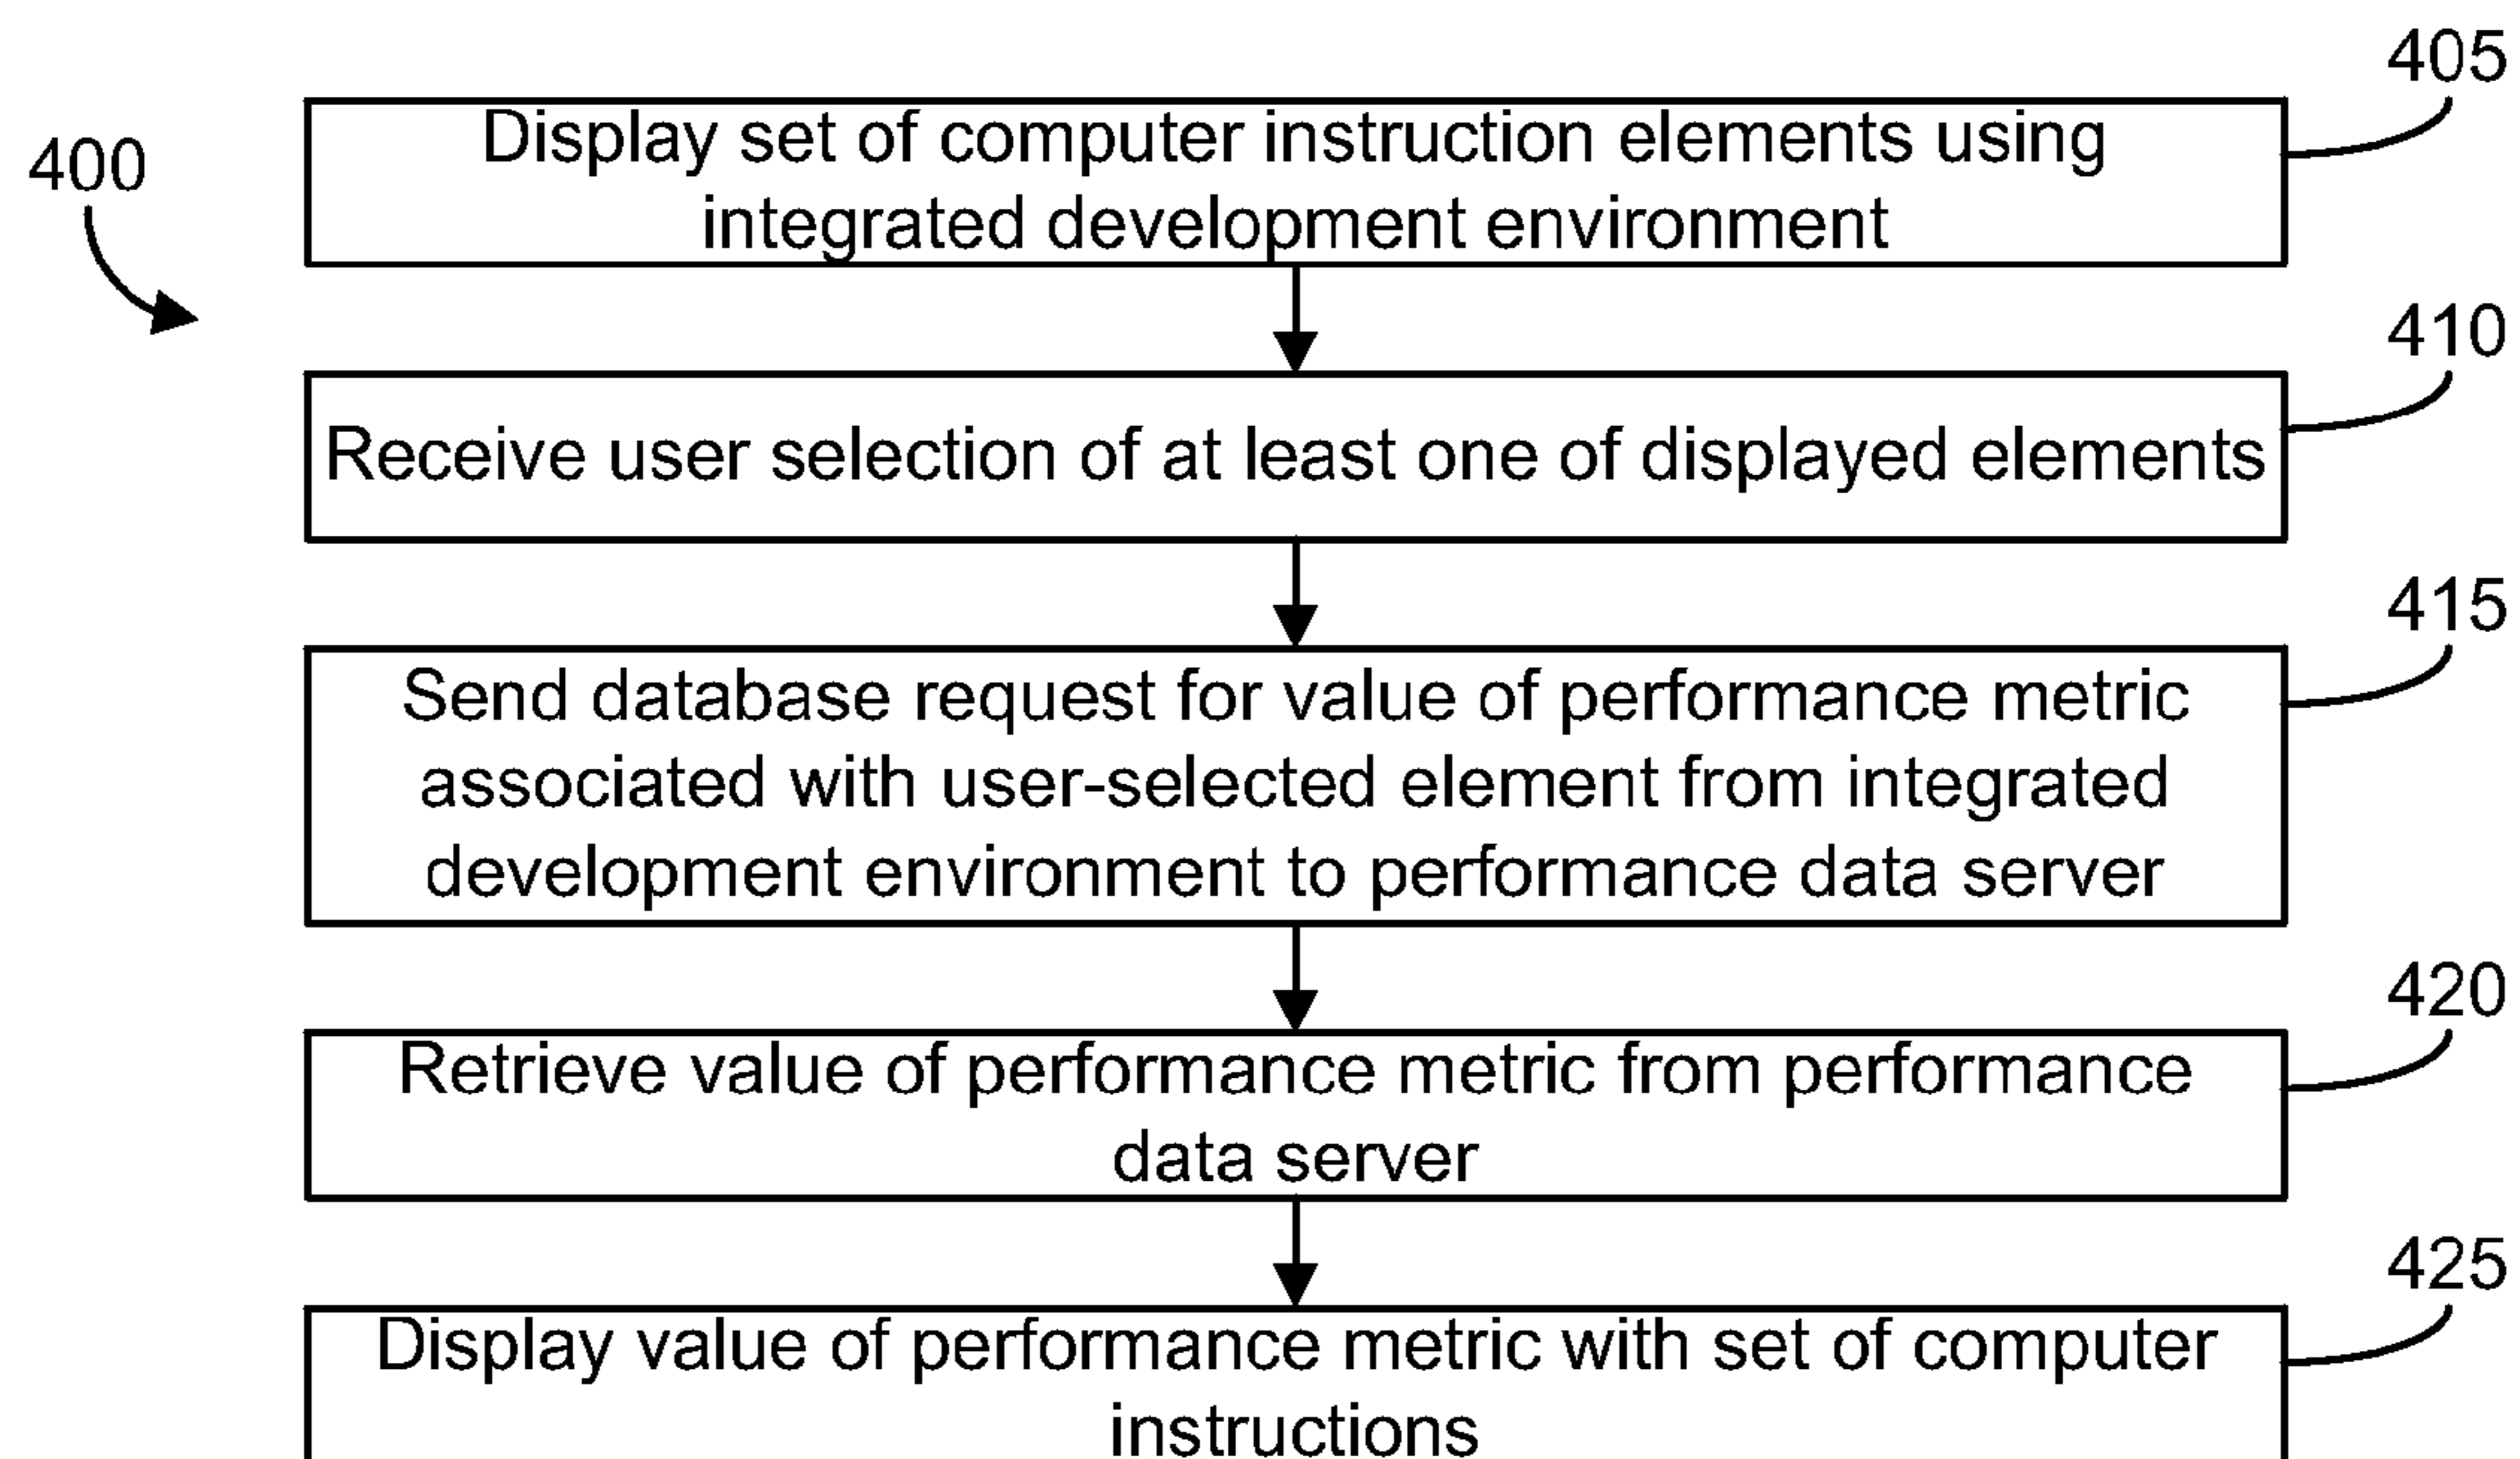 405
Display set of computer instruction elements using
integrated development environment
400
410
Receive user selection of at least one of displayed elements
415
Send database request for value of performance metric
associated with user-selected element from integrated
development environment to performance data server
420
Retrieve value of performance metric from performance
data server
425
Display value of performance metric with set of computer
instructions